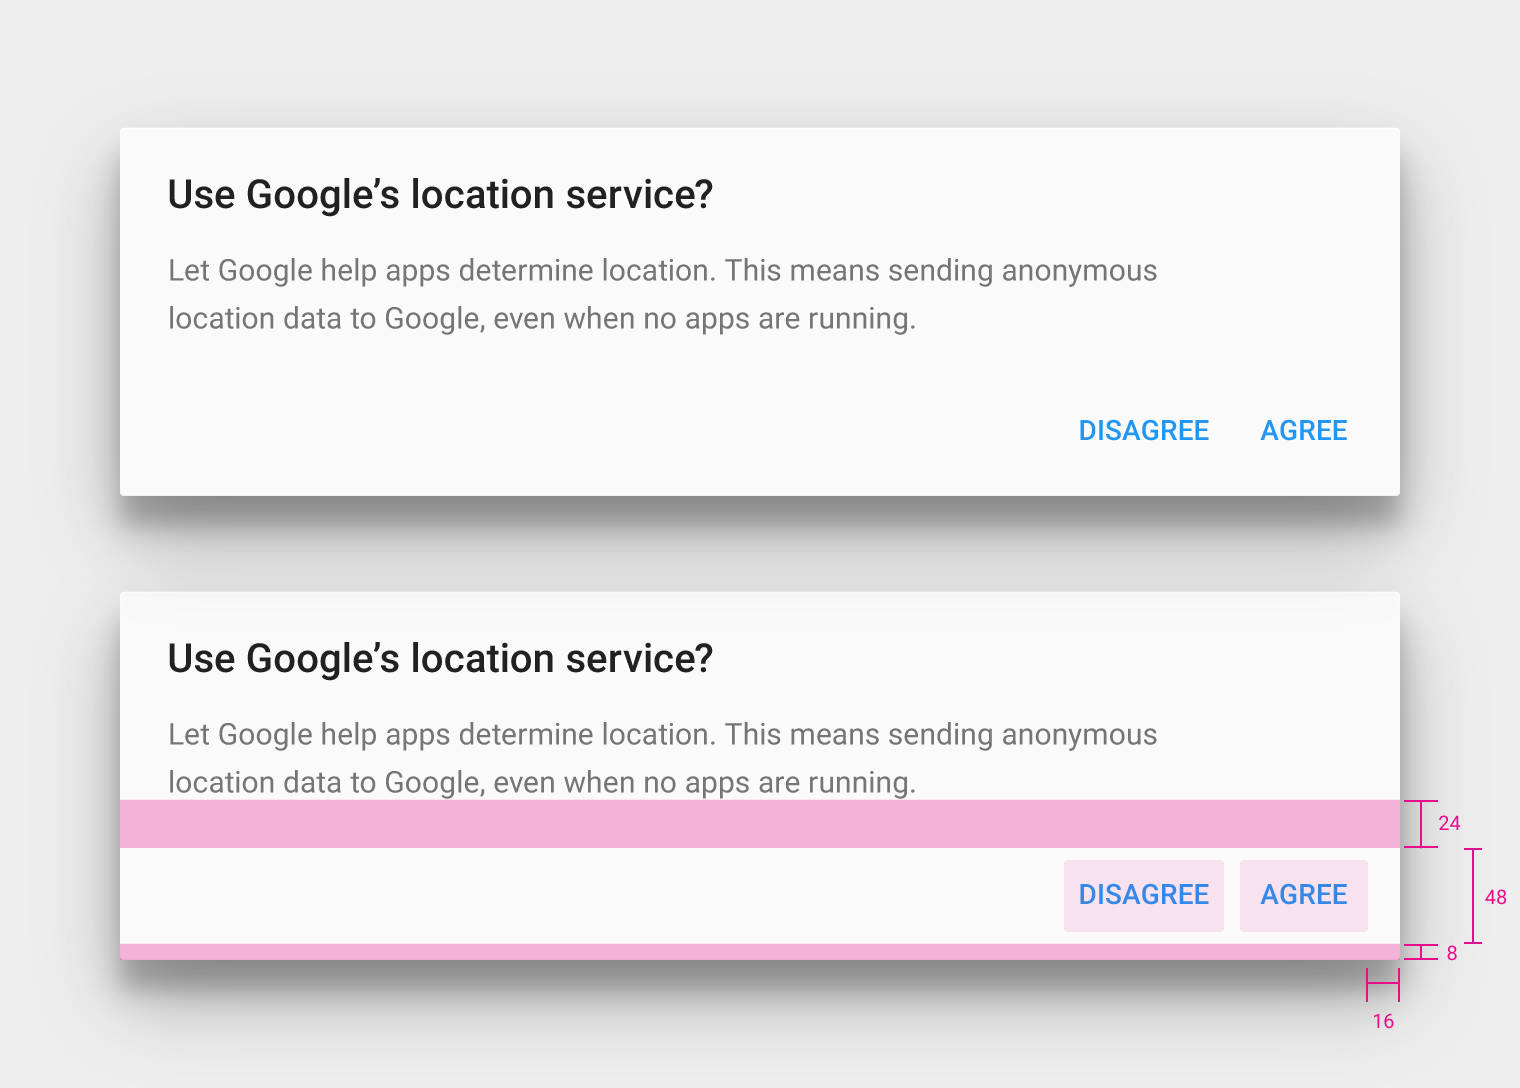 Use Google’s location service?
Let Google help apps determine location. This means sending anonymous
location data to Google, even when no apps are running.
DISAGREE AGREE
Use Google’s location service?
Let Google help apps determine location. This means sending anonymous
location data to Google, even when no apps are running.
24
DISAGREE AGREE
48
8
16